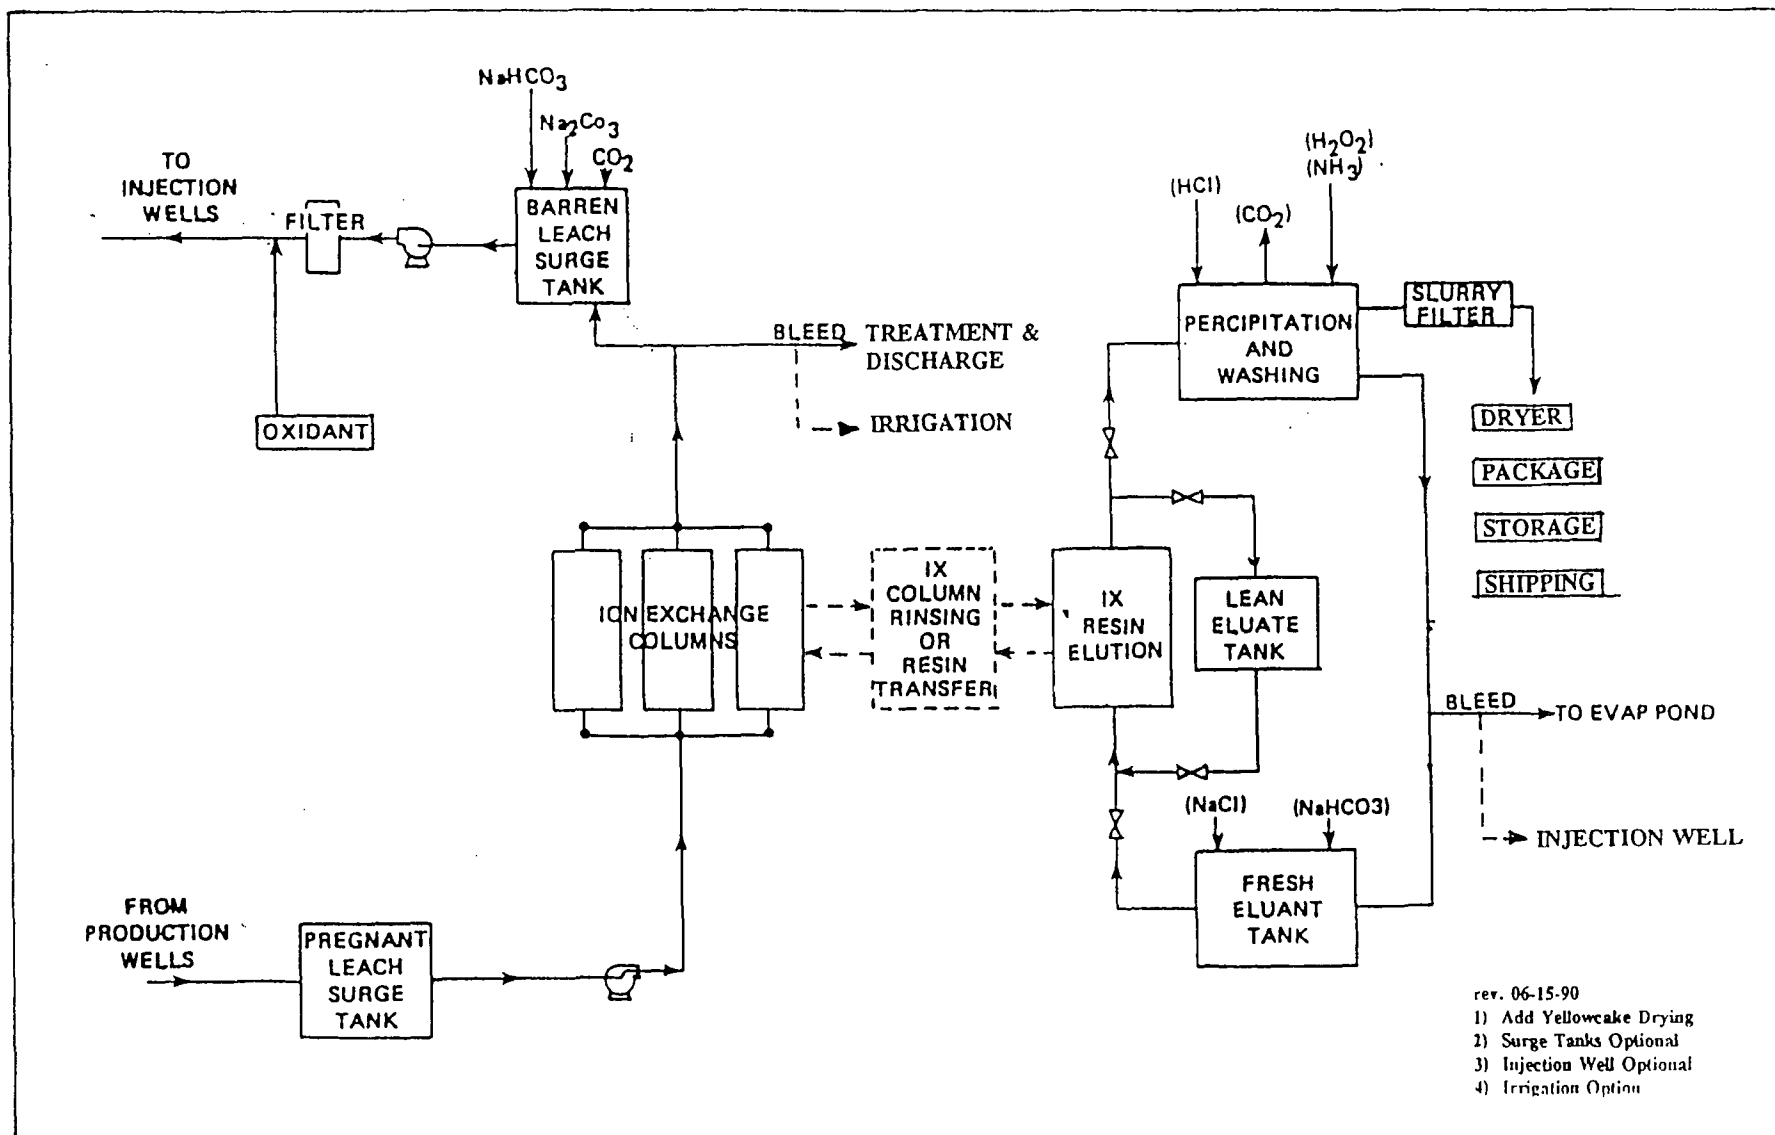 NaHCO3
Na2Co3
CO2
TO
INJECTION
WELLS
FILTER
BARREN
LEACH
SURGE
TANK
OXIDANT
BLEED
TREATMENT &
DISCHARGE
IRRIGATION
(HCl)
(CO2)
(H2O2)
(NH3)
PERCIPITATION
AND
WASHING
SLURRY
FILTER
DRYER
PACKAGE
STORAGE
SHIPPING
ION EXCHANGE
COLUMNS
IX
COLUMN
RINSING
OR
RESIN
TRANSFER
IX
RESIN
ELUTION
LEAN
ELUATE
TANK
BLEED
TO EVAP POND
INJECTION WELL
(NaCl)
(NaHCO3)
FRESH
ELUANT
TANK
FROM
PRODUCTION
WELLS
PREGNANT
LEACH
SURGE
TANK
rev. 06-15-90
1) Add Yellowcake Drying
2) Surge Tanks Optional
3) Injection Well Optional
4) Irrigation Option